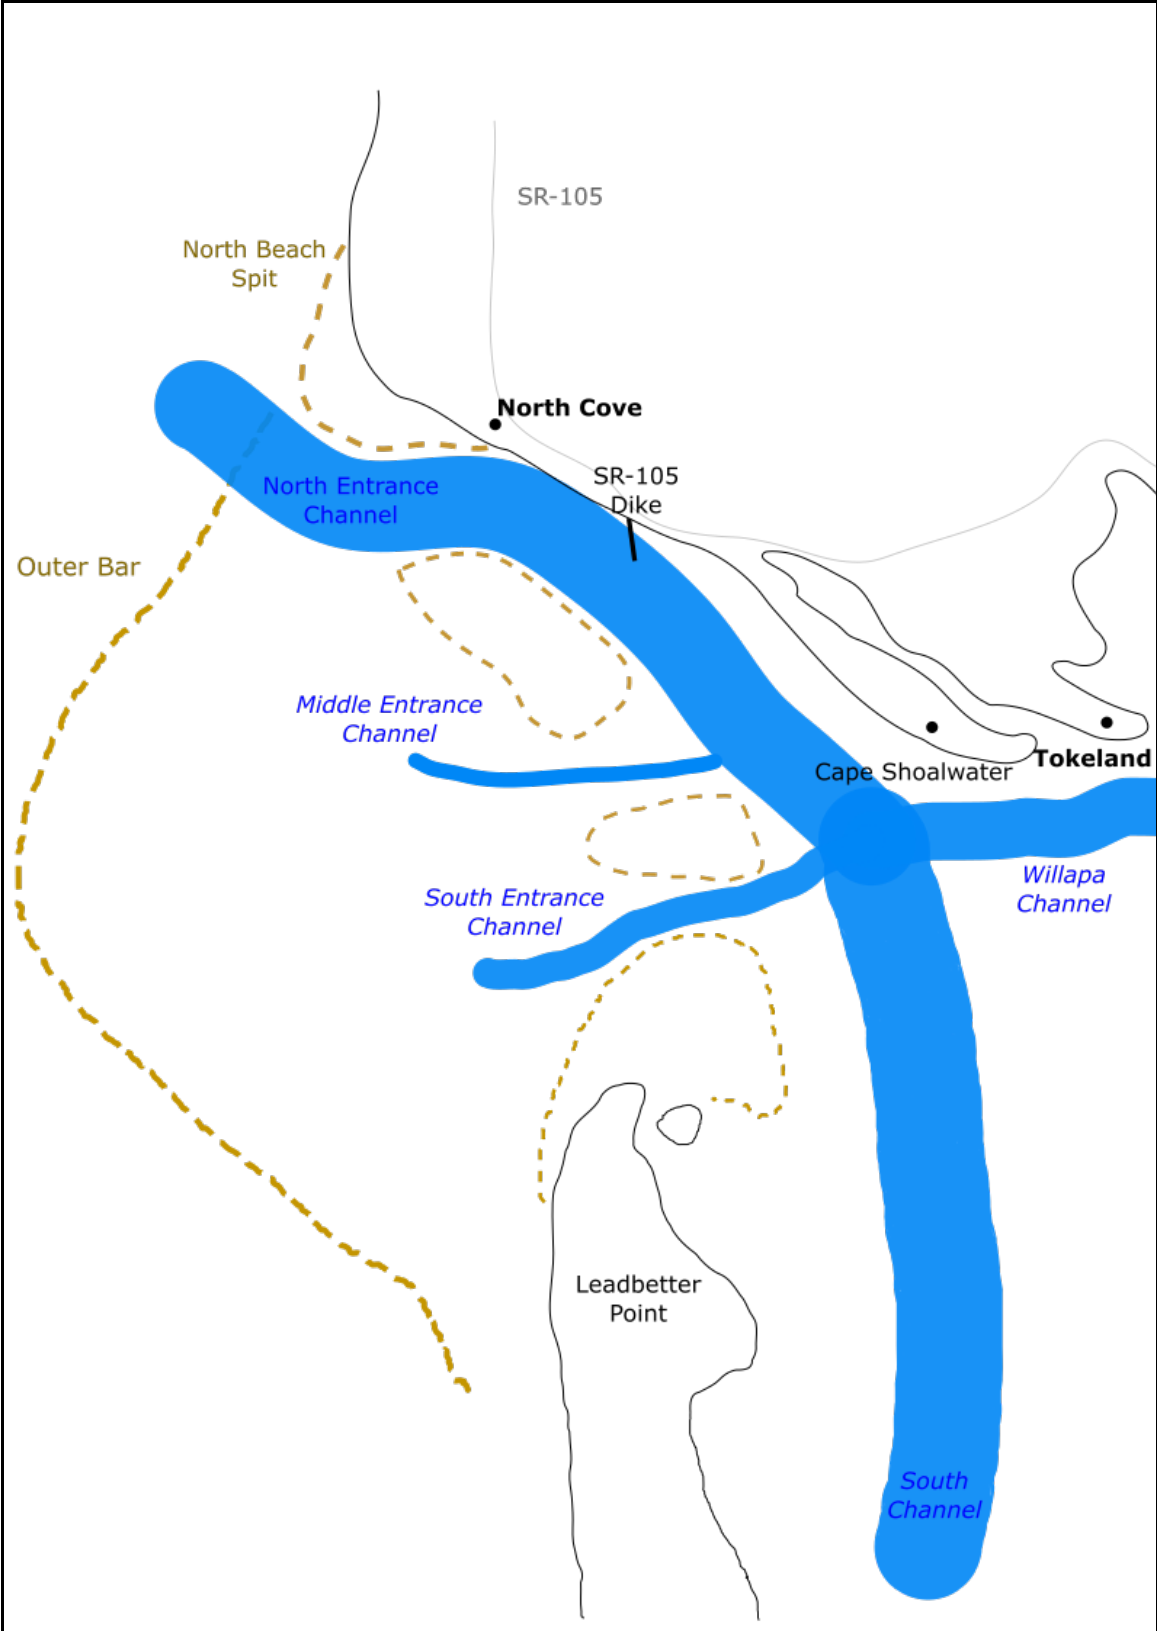 SR-105
North Beach
Spit
North Cove
SR-105
Dike
North Entrance
Channel
Outer Bar
Middle Entrance
Channel
Tokeland
Cape Shoalwater
Willapa
Channel
South Entrance
Channel
Leadbetter
Point
South
Channel